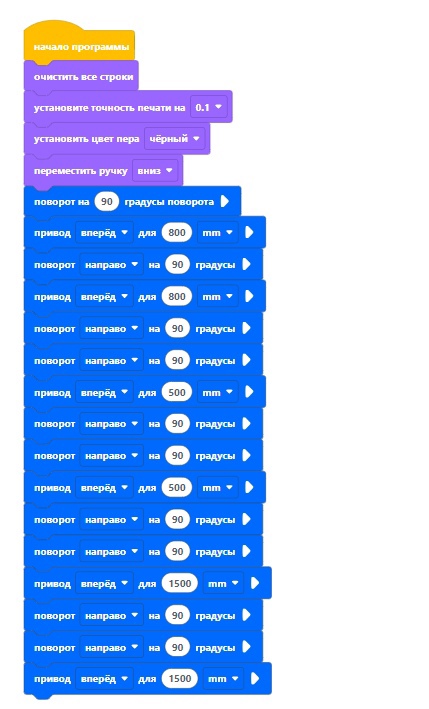 начало программы
очистить все строки
установите точность печати на 0.1
установить цвет пера чёрный
переместить ручку вниз
поворот на 90 градусы поворота
привод вперёд для 800 mm
поворот направо на 90 градусы
привод вперёд для 800 mm
поворот направо на 90 градусы
поворот направо на 90 градусы
привод вперёд для 500 mm
поворот направо на 90 градусы
поворот направо на 90 градусы
привод вперёд для 500 mm
поворот направо на 90 градусы
поворот направо на 90 градусы
привод вперёд для 1500 mm
поворот направо на 90 градусы
поворот направо на 90 градусы
привод вперёд для 1500 mm